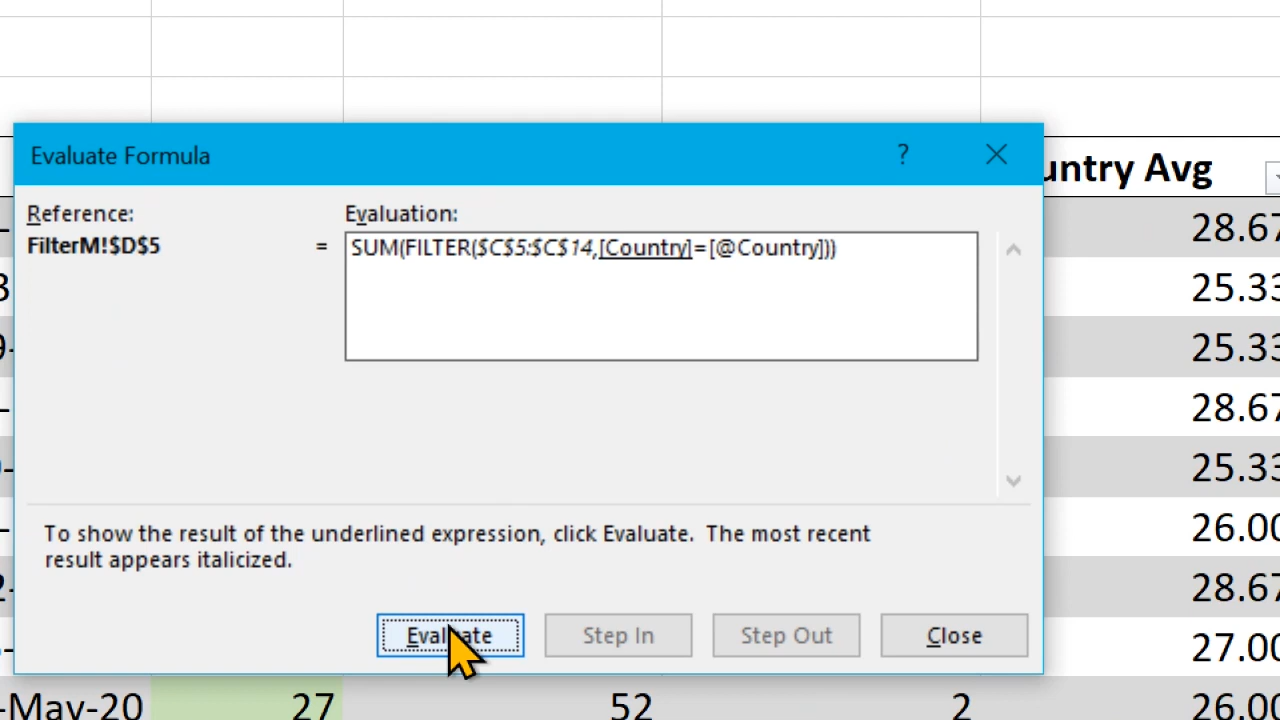 Evaluate Formula
?
untry Avg
Reference:
Evaluation:
FilterM!$D$5
=
SUM(FILTER($C$5:$C$14,[Country]=[@Country]))
28.67
25.33
25.33
28.67
25.33
26.00
28.67
27.00
To show the result of the underlined expression, click Evaluate. The most recent
result appears italicized.
Evaluate
Step In
Step Out
Close
-May-20
27
52
2
26.00